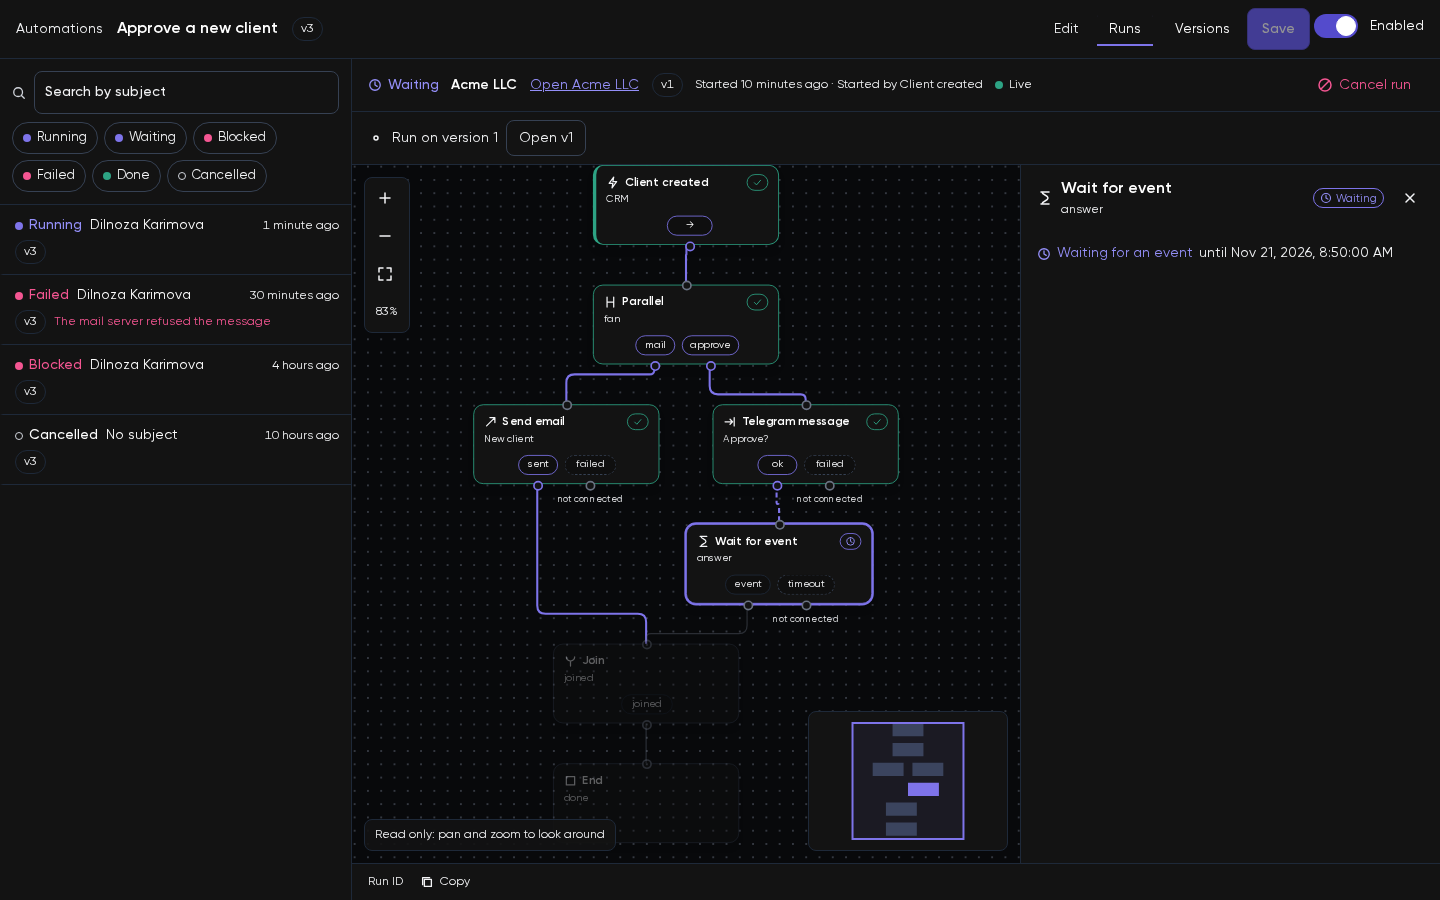 Automations Approve a new client v3 Edit Runs Versions Save Enabled
Search by subject
Running Waiting Blocked
Failed Done Cancelled
Running Dilnoza Karimova 1 minute ago
v3
Failed Dilnoza Karimova 30 minutes ago
v3 The mail server refused the message
Blocked Dilnoza Karimova 4 hours ago
v3
Cancelled No subject 10 hours ago
v3
Waiting Acme LLC Open Acme LLC v1 Started 10 minutes ago · Started by Client created Live Cancel run
Run on version 1 Open v1
83%
Client created
CRM
→
Parallel
fan
mail approve
Send email
New client
sent failed
not connected
Telegram message
Approve?
ok failed
not connected
Wait for event
answer
event timeout
not connected
Join
joined
joined
End
done
Read only: pan and zoom to look around
Wait for event
answer
Waiting
Waiting for an event until Nov 21, 2026, 8:50:00 AM
Run ID Copy